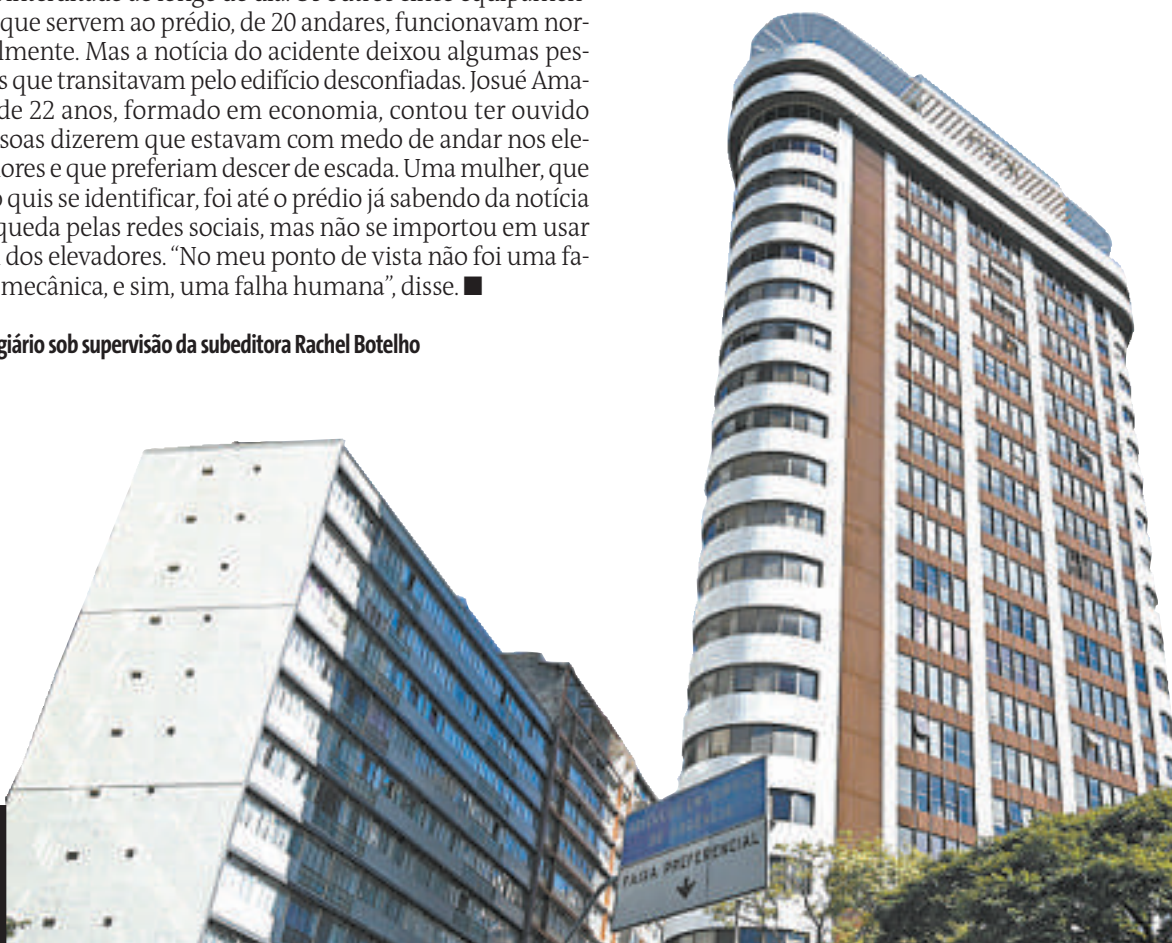 que servem ao prédio, de 20 andares, funcionavam nor-
lmente. Mas a notícia do acidente deixou algumas pes-
s que transitavam pelo edifício desconfiadas. Josué Ama-
de 22 anos, formado em economia, contou ter ouvido
soas dizerem que estavam com medo de andar nos ele-
ores e que preferiam descer de escada. Uma mulher, que
o quis se identificar, foi até o prédio já sabendo da notícia
queda pelas redes sociais, mas não se importou em usar
dos elevadores. “No meu ponto de vista não foi uma fa-
mecânica, e sim, uma falha humana”, disse. ■
giário sob supervisão da subeditora Rachel Botelho
FAIXA PREFERENCIAL